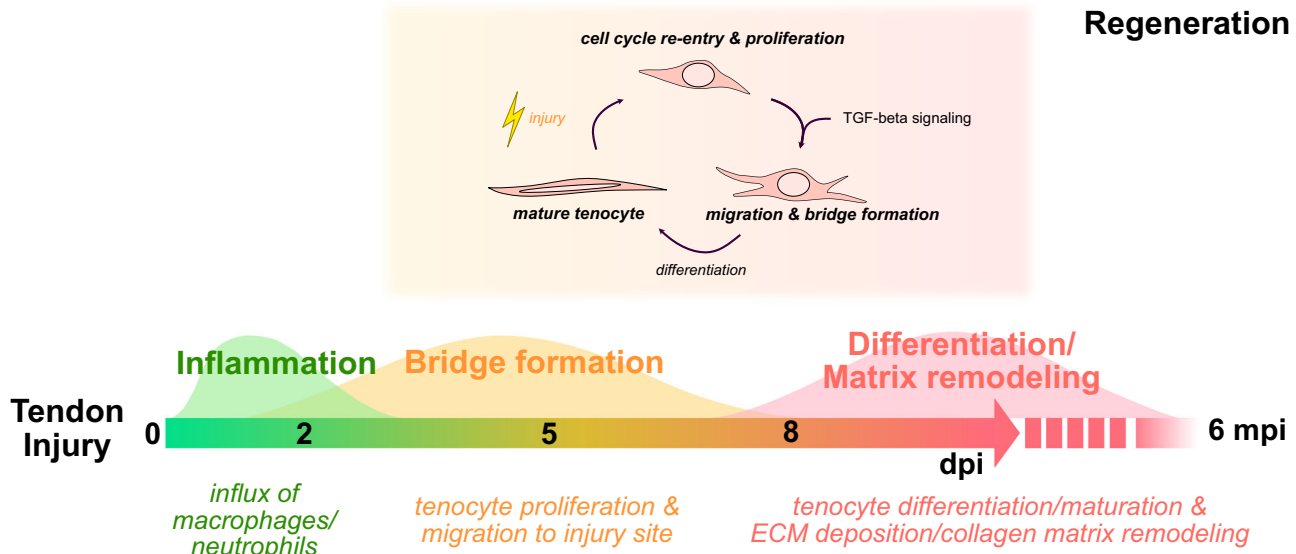 Regeneration
cell cycle re-entry & proliferation
injury
TGF-beta signaling
mature tenocyte
migration & bridge formation
differentiation
Inflammation
Bridge formation
Differentiation/
Matrix remodeling
Tendon
Injury
0
2
5
8
dpi
6 mpi
influx of
macrophages/
neutrophils
tenocyte proliferation &
migration to injury site
tenocyte differentiation/maturation &
ECM deposition/collagen matrix remodeling